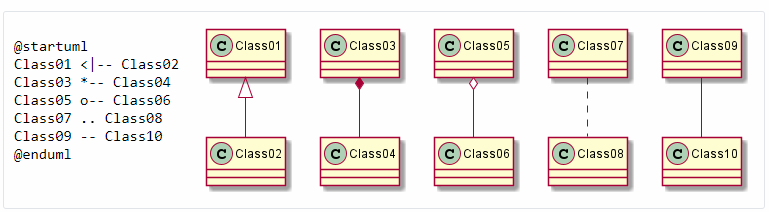 @startuml
Class01 <|-- Class02
Class03 *-- Class04
Class05 o-- Class06
Class07 .. Class08
Class09 -- Class10
@enduml
C Class01
C Class03
C Class05
C Class07
C Class09
C Class02
C Class04
C Class06
C Class08
C Class10